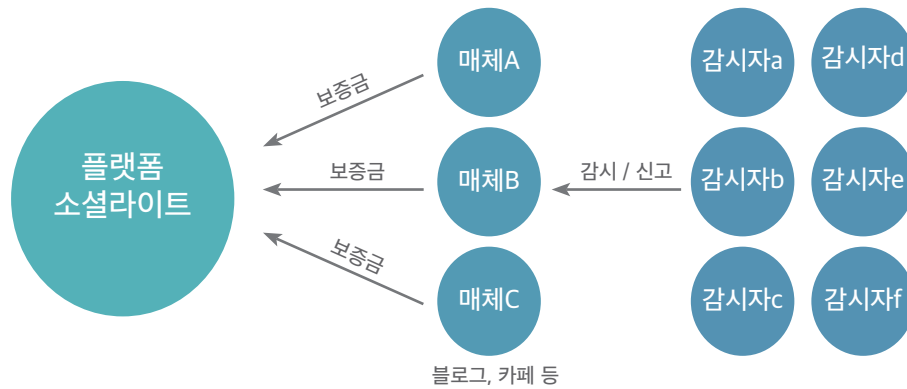 매체A
감시자a
감시자d
보증금
플랫폼
소셜라이트
보증금
매체B
감시 / 신고
감시자b
감시자e
보증금
매체C
감시자c
감시자f
블로그, 카페 등